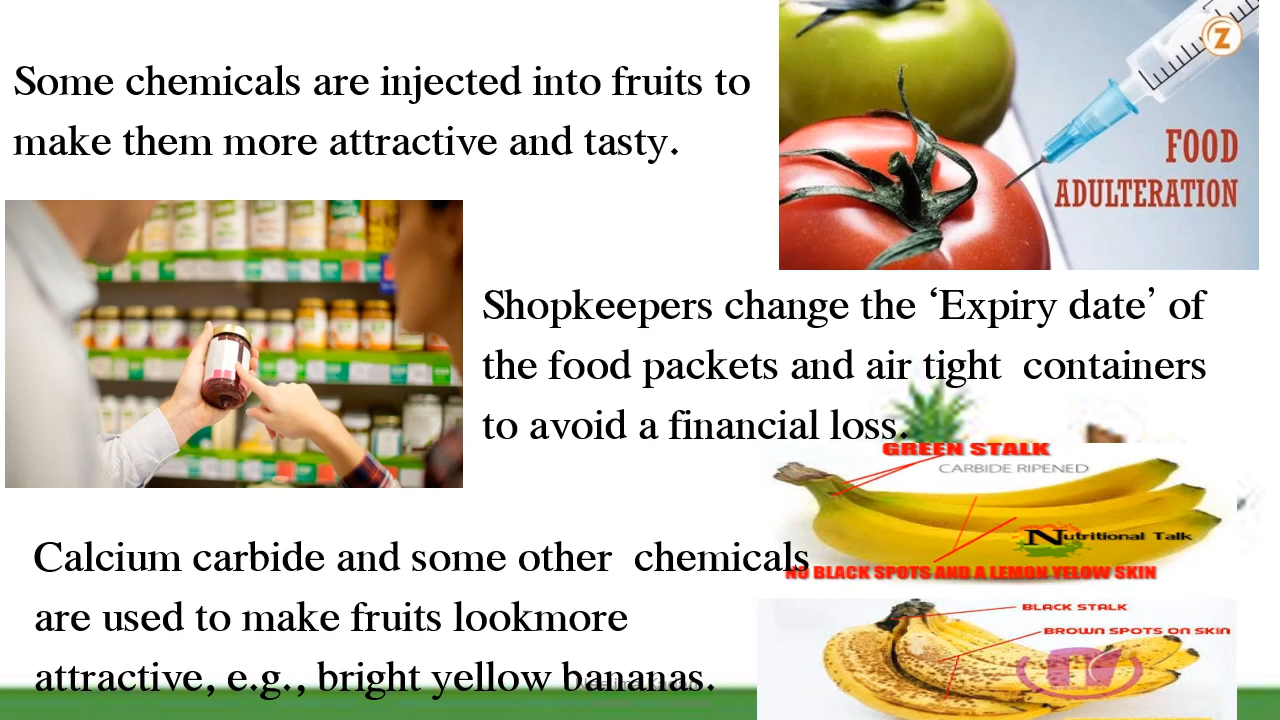 Some chemicals are injected into fruits to
make them more attractive and tasty.
Z
FOOD
ADULTERATION
Shopkeepers change the ‘Expiry date’ of
the food packets and air tight  containers
to avoid a financial loss.
GREEN STALK
CARBIDE RIPENED
Nutritional Talk
NO BLACK SPOTS AND A LEMON YELOW SKIN
Calcium carbide and some other  chemicals
are used to make fruits lookmore
attractive, e.g., bright yellow bananas.
BLACK STALK
BROWN SPOTS ON SKIN